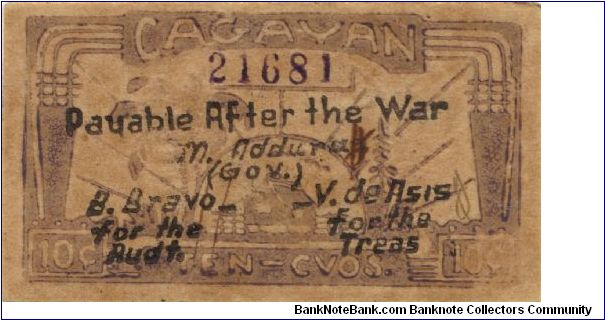 CAGAYAN
21681
Payable After the War
M. Addura
(Gov.)
B. Bravo V. de Asis
for the for the
Audt. Treas
10¢ TEN-CVOS. 10¢
BankNoteBank.com Banknote Collectors Community